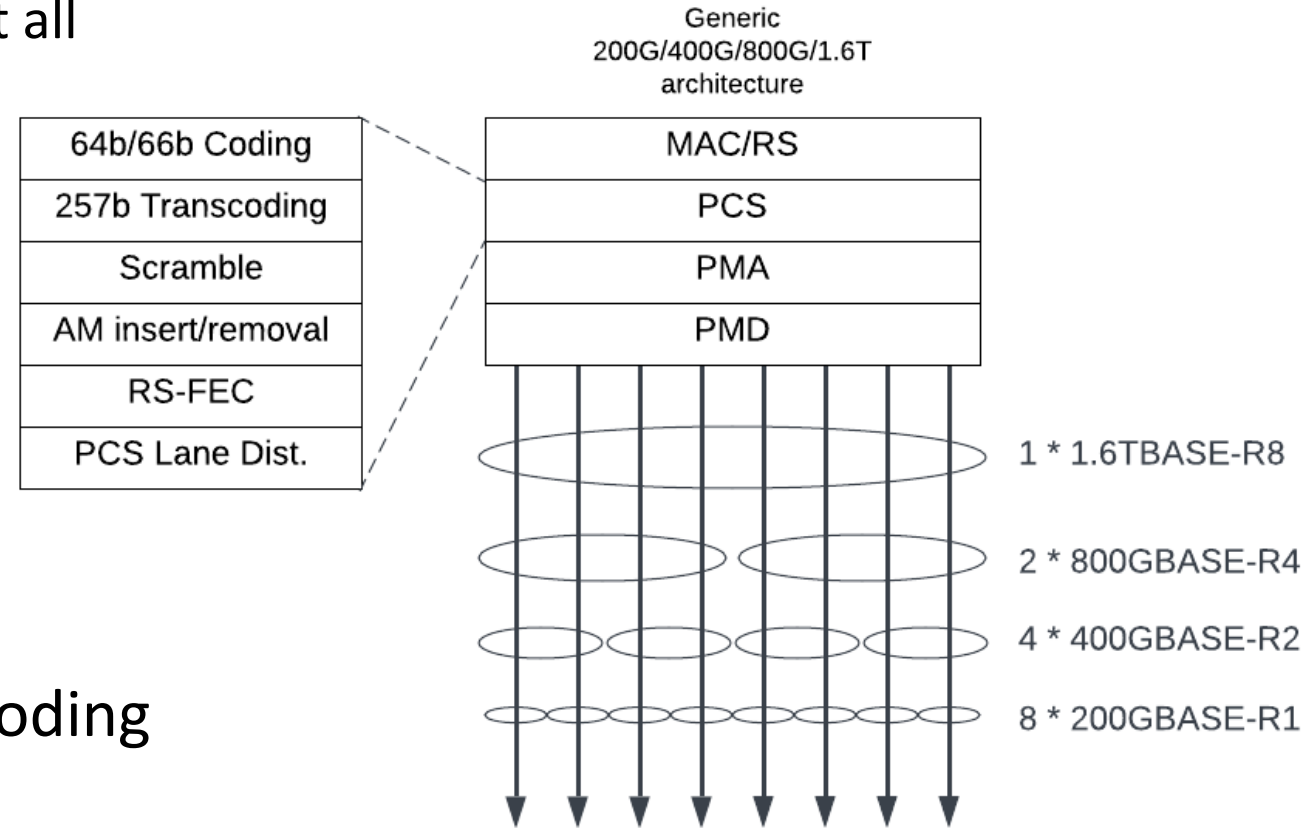 t all
Generic
200G/400G/800G/1.6T
architecture
64b/66b Coding
257b Transcoding
Scramble
AM insert/removal
RS-FEC
PCS Lane Dist.
MAC/RS
PCS
PMA
PMD
1 * 1.6TBASE-R8
2 * 800GBASE-R4
4 * 400GBASE-R2
8 * 200GBASE-R1
oding